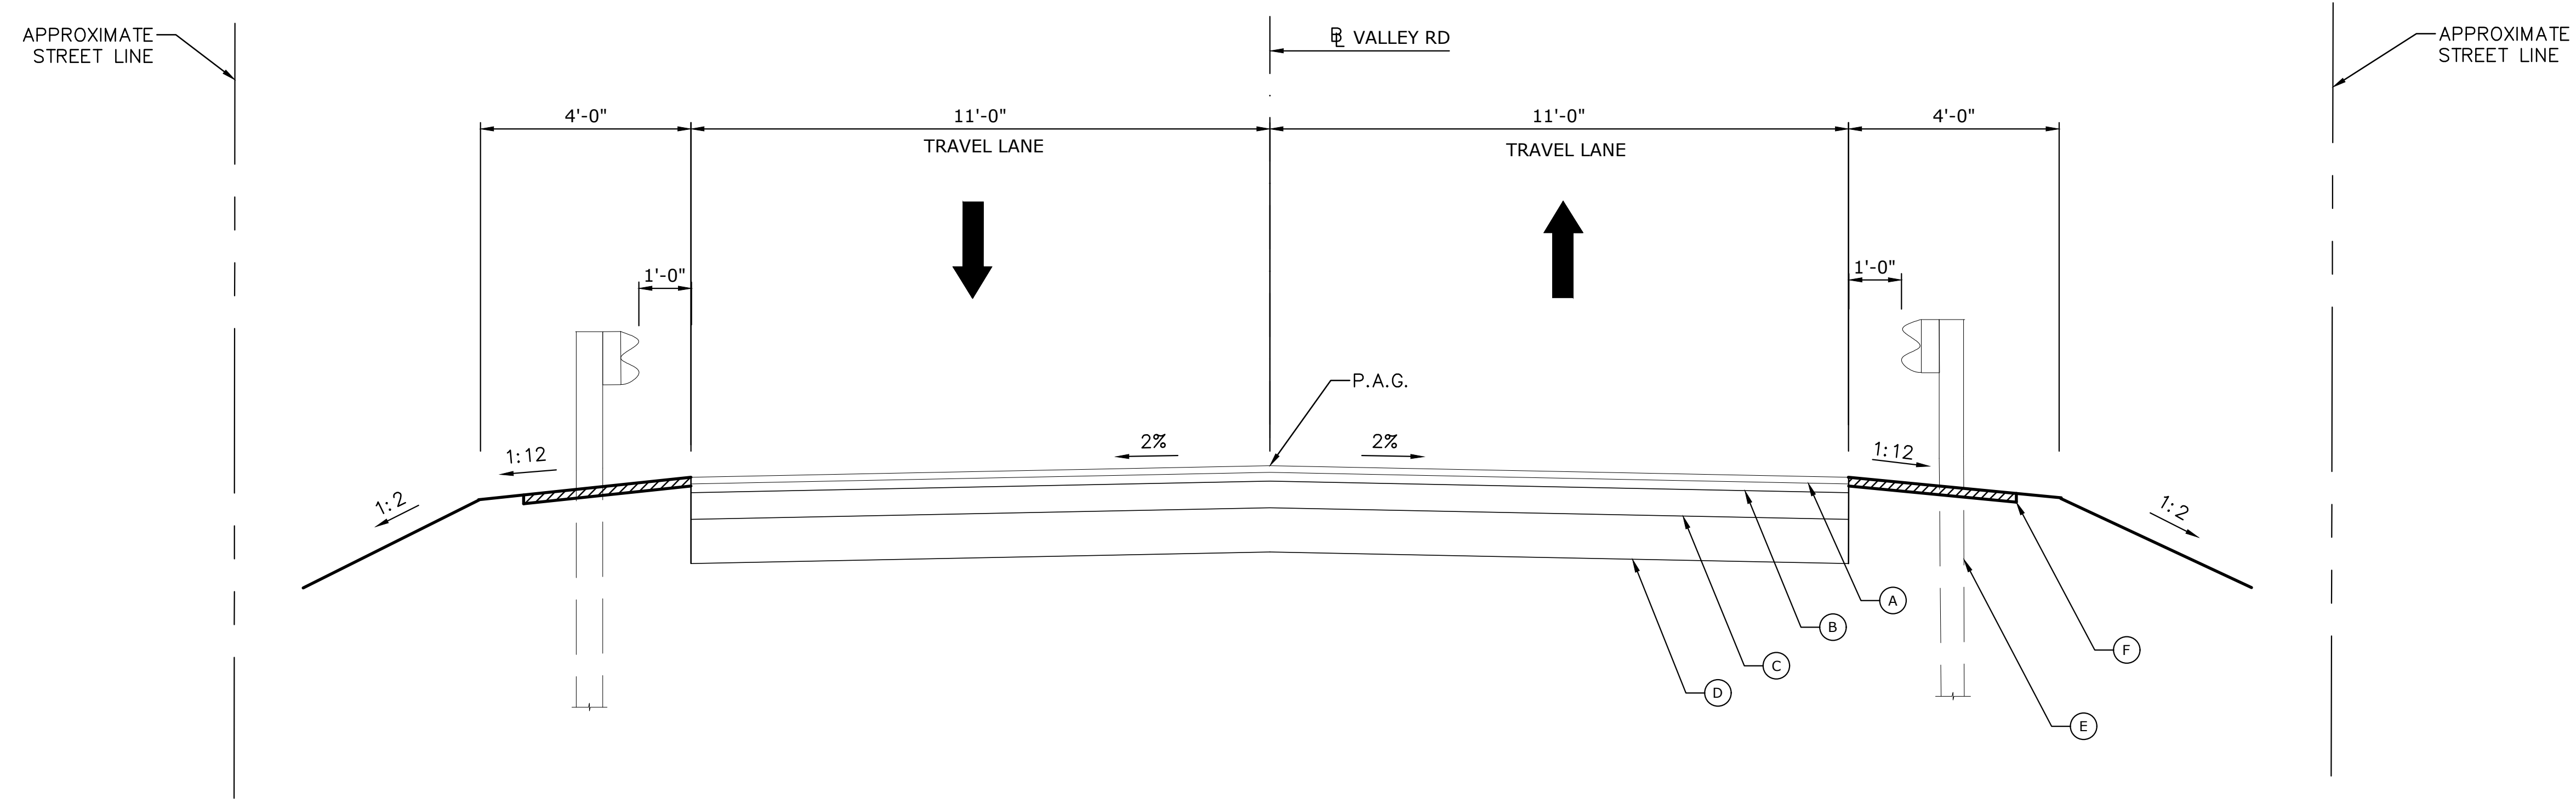 APPROXIMATE
STREET LINE
BL VALLEY RD
APPROXIMATE
STREET LINE
4'-0"
11'-0"
11'-0"
4'-0"
TRAVEL LANE
TRAVEL LANE
1'-0"
1'-0"
P.A.G.
1:2
1:12
2%
2%
1:12
1:2
A
B
C
D
F
E